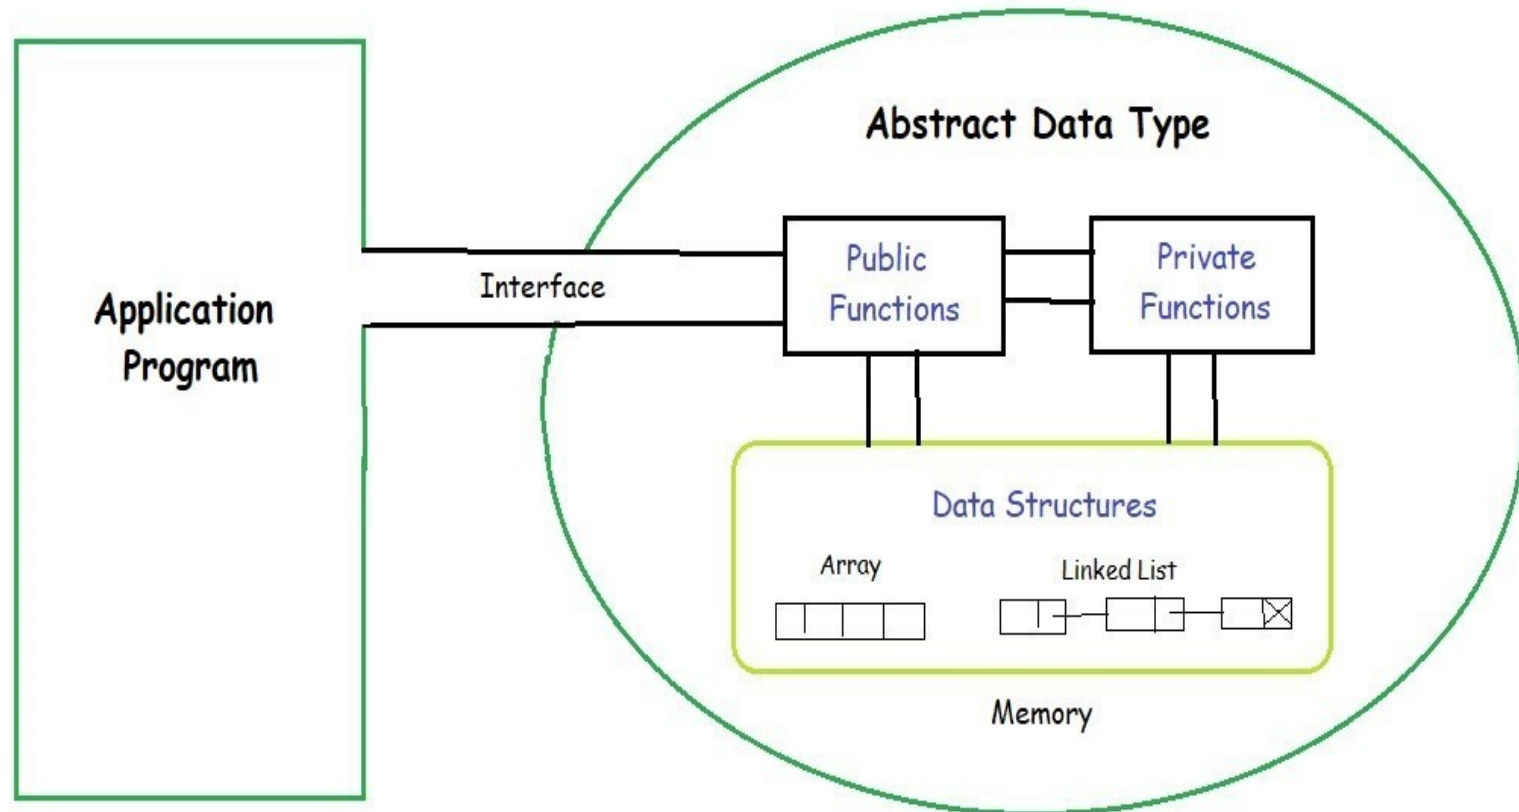 Abstract Data Type
Application
Program
Interface
Public
Functions
Private
Functions
Data Structures
Array
Linked List
Memory